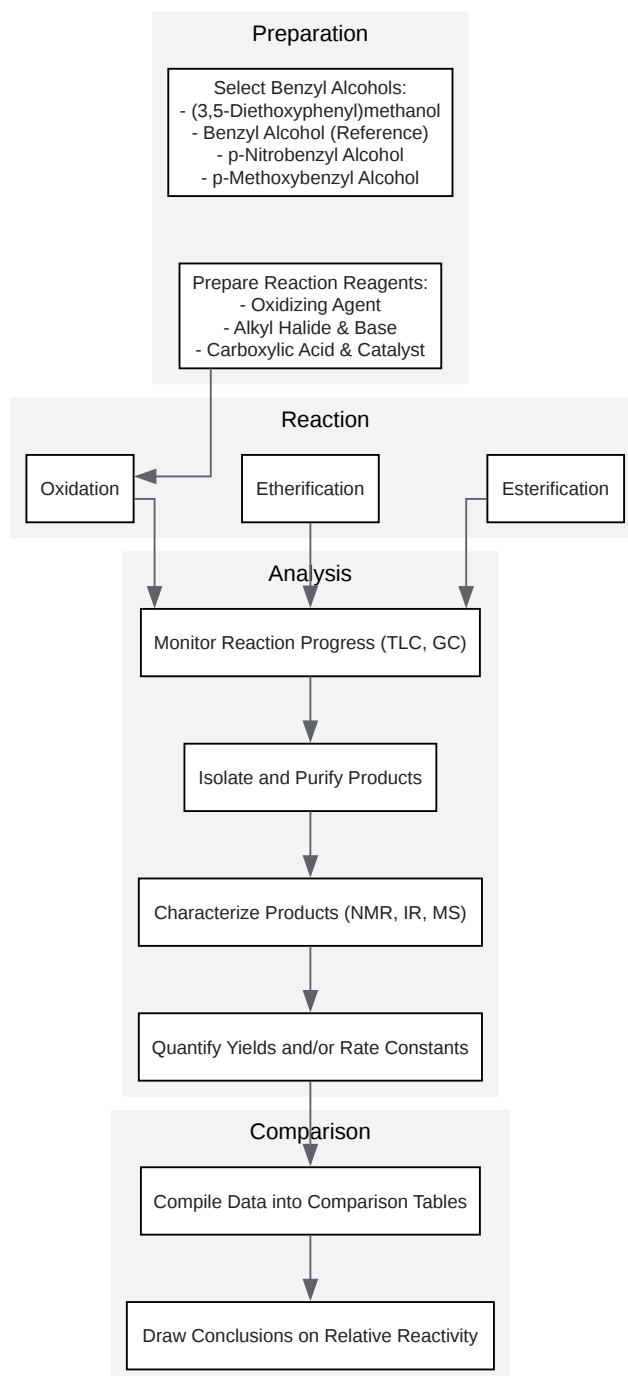 Preparation
Select Benzyl Alcohols:
- (3,5-Diethoxyphenyl)methanol
- Benzyl Alcohol (Reference)
- p-Nitrobenzyl Alcohol
- p-Methoxybenzyl Alcohol
Prepare Reaction Reagents:
- Oxidizing Agent
- Alkyl Halide & Base
- Carboxylic Acid & Catalyst
Reaction
Oxidation
Etherification
Esterification
Analysis
Monitor Reaction Progress (TLC, GC)
Isolate and Purify Products
Characterize Products (NMR, IR, MS)
Quantify Yields and/or Rate Constants
Comparison
Compile Data into Comparison Tables
Draw Conclusions on Relative Reactivity